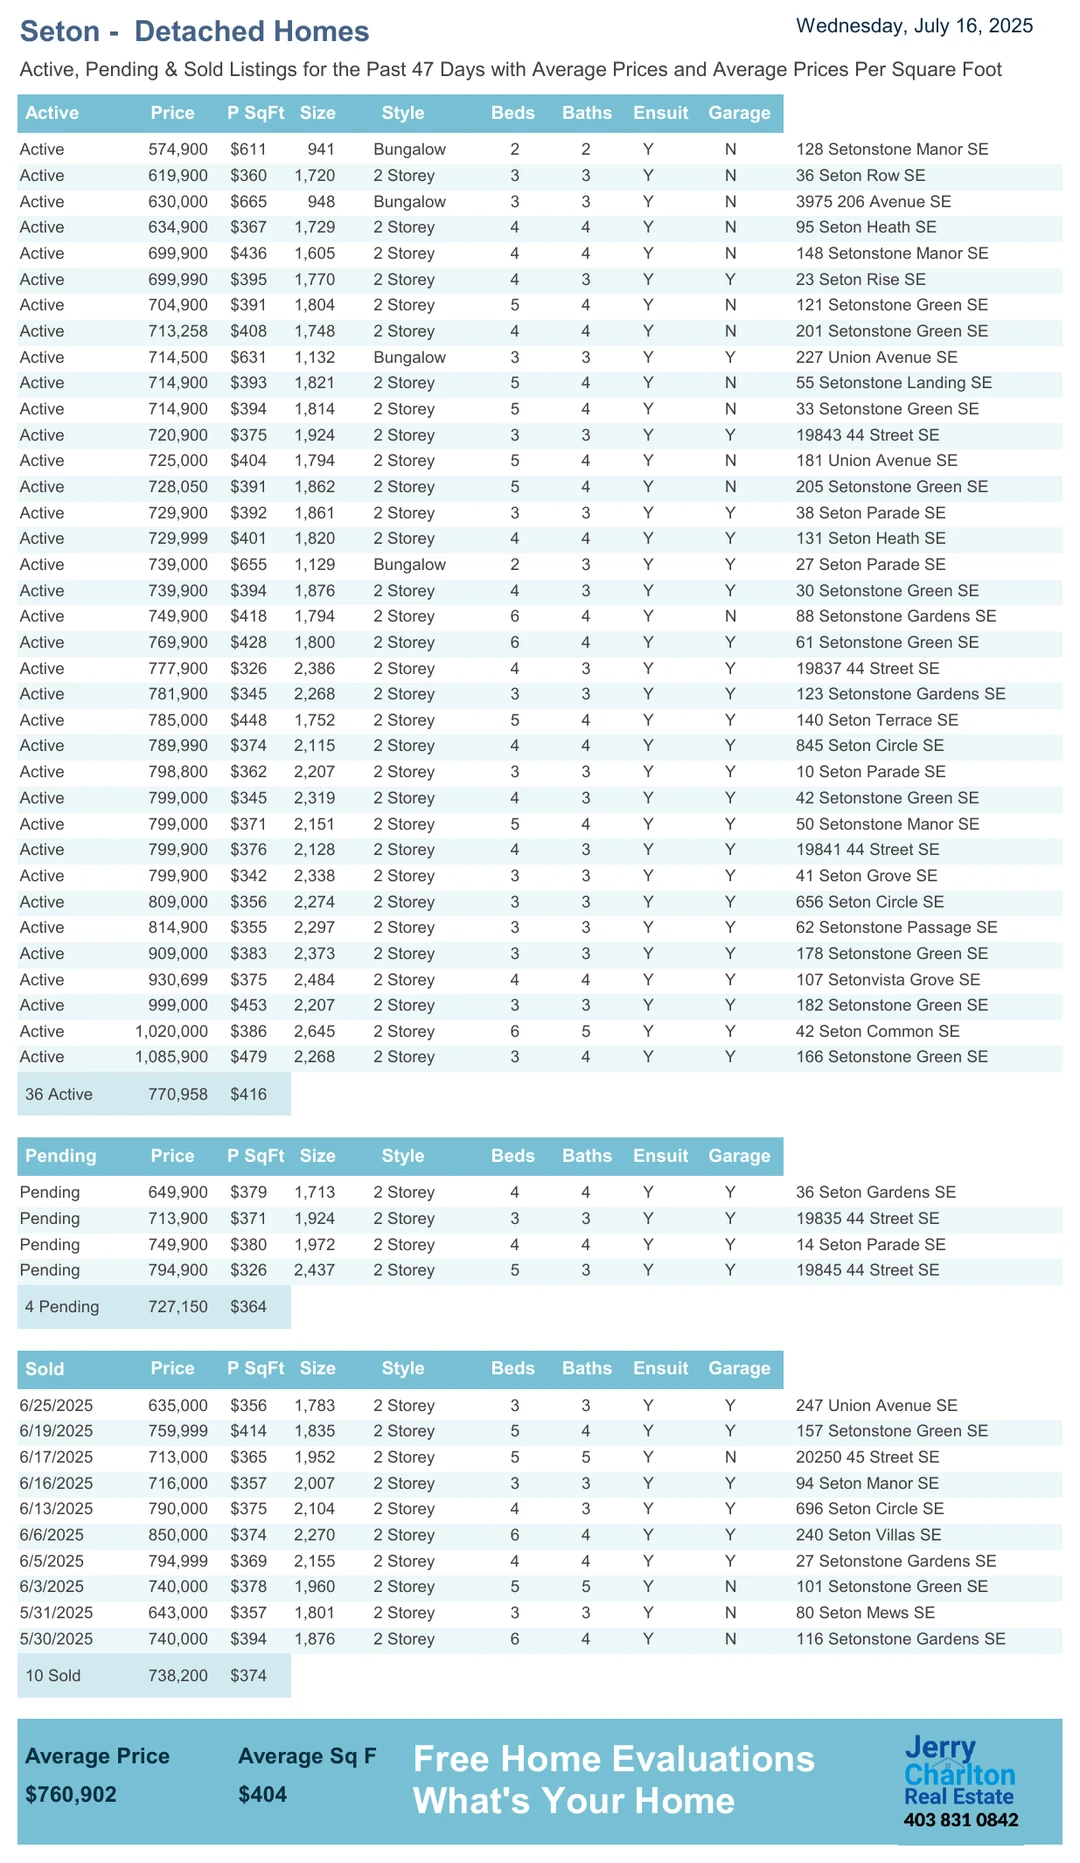 Seton - Detached Homes
Wednesday, July 16, 2025
Active, Pending & Sold Listings for the Past 47 Days with Average Prices and Average Prices Per Square Foot
Active Price P SqFt Size Style Beds Baths Ensuit Garage
Active 574,900 $611 941 Bungalow 2 2 Y N 128 Setonstone Manor SE
Active 619,900 $360 1,720 2 Storey 3 3 Y N 36 Seton Row SE
Active 630,000 $665 948 Bungalow 3 3 Y N 3975 206 Avenue SE
Active 634,900 $367 1,729 2 Storey 4 4 Y N 95 Seton Heath SE
Active 699,900 $436 1,605 2 Storey 4 4 Y N 148 Setonstone Manor SE
Active 699,990 $395 1,770 2 Storey 4 3 Y Y 23 Seton Rise SE
Active 704,900 $391 1,804 2 Storey 5 4 Y N 121 Setonstone Green SE
Active 713,258 $408 1,748 2 Storey 4 4 Y N 201 Setonstone Green SE
Active 714,500 $631 1,132 Bungalow 3 3 Y Y 227 Union Avenue SE
Active 714,900 $393 1,821 2 Storey 5 4 Y N 55 Setonstone Landing SE
Active 714,900 $394 1,814 2 Storey 5 4 Y N 33 Setonstone Green SE
Active 720,900 $375 1,924 2 Storey 3 3 Y Y 19843 44 Street SE
Active 725,000 $404 1,794 2 Storey 5 4 Y N 181 Union Avenue SE
Active 728,050 $391 1,862 2 Storey 5 4 Y N 205 Setonstone Green SE
Active 729,900 $392 1,861 2 Storey 3 3 Y Y 38 Seton Parade SE
Active 729,999 $401 1,820 2 Storey 4 4 Y Y 131 Seton Heath SE
Active 739,000 $655 1,129 Bungalow 2 3 Y Y 27 Seton Parade SE
Active 739,900 $394 1,876 2 Storey 4 3 Y Y 30 Setonstone Green SE
Active 749,900 $418 1,794 2 Storey 6 4 Y N 88 Setonstone Gardens SE
Active 769,900 $428 1,800 2 Storey 6 4 Y Y 61 Setonstone Green SE
Active 777,900 $326 2,386 2 Storey 4 3 Y Y 19837 44 Street SE
Active 781,900 $345 2,268 2 Storey 3 3 Y Y 123 Setonstone Gardens SE
Active 785,000 $448 1,752 2 Storey 5 4 Y Y 140 Seton Terrace SE
Active 789,990 $374 2,115 2 Storey 4 4 Y Y 845 Seton Circle SE
Active 798,800 $362 2,207 2 Storey 3 3 Y Y 10 Seton Parade SE
Active 799,000 $345 2,319 2 Storey 4 3 Y Y 42 Setonstone Green SE
Active 799,000 $371 2,151 2 Storey 5 4 Y Y 50 Setonstone Manor SE
Active 799,900 $376 2,128 2 Storey 4 3 Y Y 19841 44 Street SE
Active 799,900 $342 2,338 2 Storey 3 3 Y Y 41 Seton Grove SE
Active 809,000 $356 2,274 2 Storey 3 3 Y Y 656 Seton Circle SE
Active 814,900 $355 2,297 2 Storey 3 3 Y Y 62 Setonstone Passage SE
Active 909,000 $383 2,373 2 Storey 3 3 Y Y 178 Setonstone Green SE
Active 930,699 $375 2,484 2 Storey 4 4 Y Y 107 Setonvista Grove SE
Active 999,000 $453 2,207 2 Storey 3 3 Y Y 182 Setonstone Green SE
Active 1,020,000 $386 2,645 2 Storey 6 5 Y Y 42 Seton Common SE
Active 1,085,900 $479 2,268 2 Storey 3 4 Y Y 166 Setonstone Green SE
36 Active 770,958 $416
Pending Price P SqFt Size Style Beds Baths Ensuit Garage
Pending 649,900 $379 1,713 2 Storey 4 4 Y Y 36 Seton Gardens SE
Pending 713,900 $371 1,924 2 Storey 3 3 Y Y 19835 44 Street SE
Pending 749,900 $380 1,972 2 Storey 4 4 Y Y 14 Seton Parade SE
Pending 794,900 $326 2,437 2 Storey 5 3 Y Y 19845 44 Street SE
4 Pending 727,150 $364
Sold Price P SqFt Size Style Beds Baths Ensuit Garage
6/25/2025 635,000 $356 1,783 2 Storey 3 3 Y Y 247 Union Avenue SE
6/19/2025 759,999 $414 1,835 2 Storey 5 4 Y Y 157 Setonstone Green SE
6/17/2025 713,000 $365 1,952 2 Storey 5 5 Y N 20250 45 Street SE
6/16/2025 716,000 $357 2,007 2 Storey 3 3 Y Y 94 Seton Manor SE
6/13/2025 790,000 $375 2,104 2 Storey 4 3 Y Y 696 Seton Circle SE
6/6/2025 850,000 $374 2,270 2 Storey 6 4 Y Y 240 Seton Villas SE
6/5/2025 794,999 $369 2,155 2 Storey 4 4 Y Y 27 Setonstone Gardens SE
6/3/2025 740,000 $378 1,960 2 Storey 5 5 Y N 101 Setonstone Green SE
5/31/2025 643,000 $357 1,801 2 Storey 3 3 Y N 80 Seton Mews SE
5/30/2025 740,000 $394 1,876 2 Storey 6 4 Y N 116 Setonstone Gardens SE
10 Sold 738,200 $374
Average Price Average Sq F
$760,902 $404
Free Home Evaluations
What's Your Home
Jerry
Charlton
Real Estate
403 831 0842